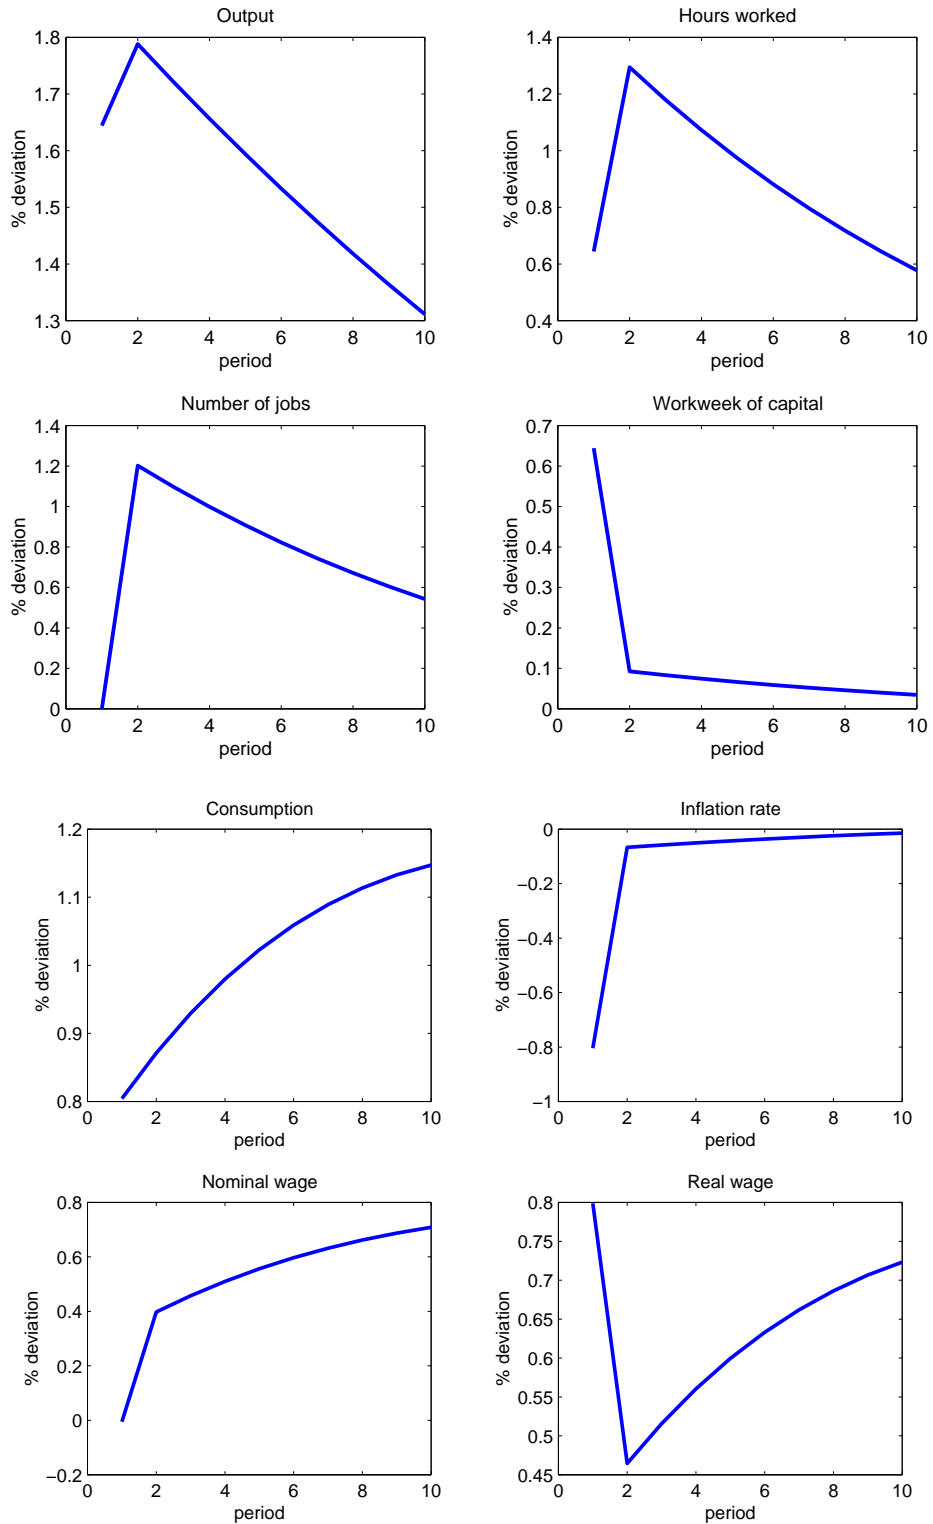 Output
% deviation
1.8
1.7
1.6
1.5
1.4
1.3
0 2 4 6 8 10
period
Hours worked
% deviation
1.4
1.2
1
0.8
0.6
0.4
0 2 4 6 8 10
period
Number of jobs
% deviation
1.4
1.2
1
0.8
0.6
0.4
0.2
0
0 2 4 6 8 10
period
Workweek of capital
% deviation
0.7
0.6
0.5
0.4
0.3
0.2
0.1
0
0 2 4 6 8 10
period
Consumption
% deviation
1.2
1.1
1
0.9
0.8
0 2 4 6 8 10
period
Inflation rate
% deviation
0
−0.2
−0.4
−0.6
−0.8
−1
0 2 4 6 8 10
period
Nominal wage
% deviation
0.8
0.6
0.4
0.2
0
−0.2
0 2 4 6 8 10
period
Real wage
% deviation
0.8
0.75
0.7
0.65
0.6
0.55
0.5
0.45
0 2 4 6 8 10
period